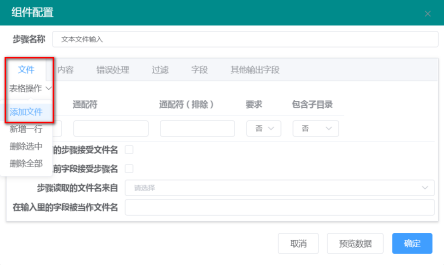 组件配置
步骤名称 文本文件输入
文件 内容 错误处理 过滤 字段 其他输出字段
表格操作
通配符 通配符（排除） 要求 包含子目录
添加文件
否 否
新增一行
的步骤接受文件名
删除选中
前字段接受步骤名
删除全部
步骤读取的文件名来自 请选择
在输入里的字段被当作文件名
取消 预览数据 确定